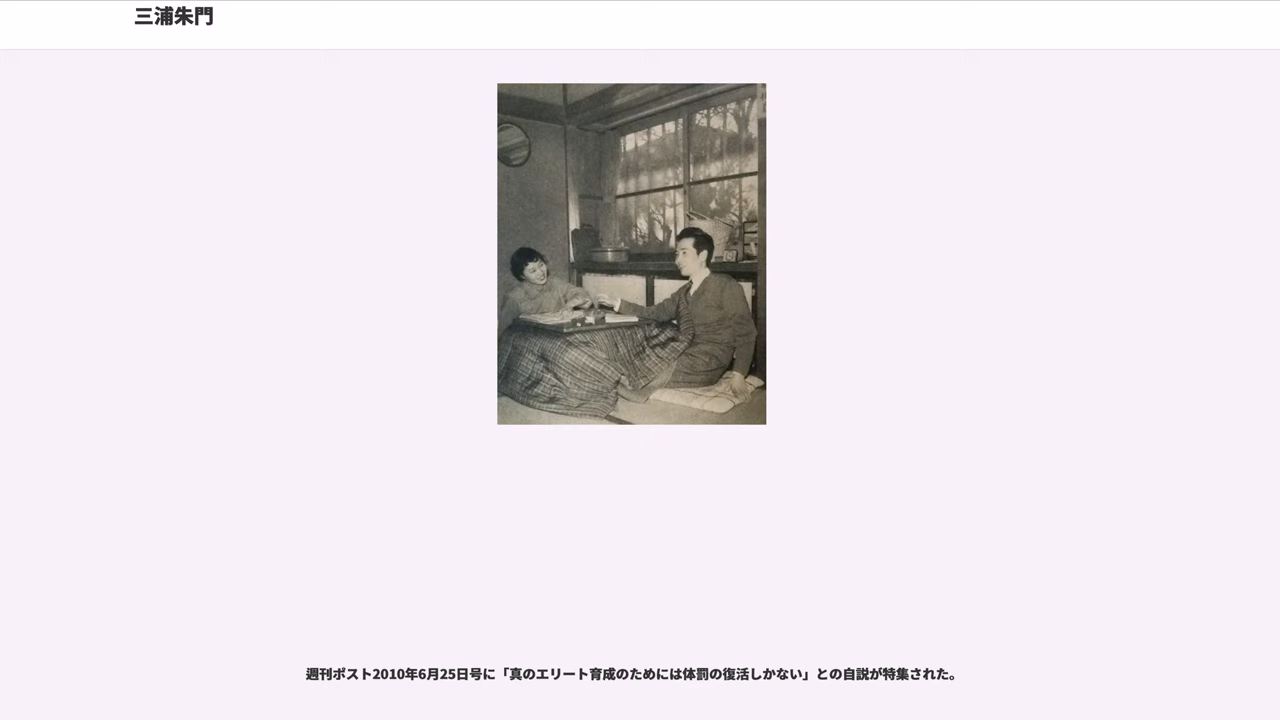 三浦朱門
週刊ポスト2010年6月25日号に「真のエリート育成のためには体罰の復活しかない」との自説が特集された。